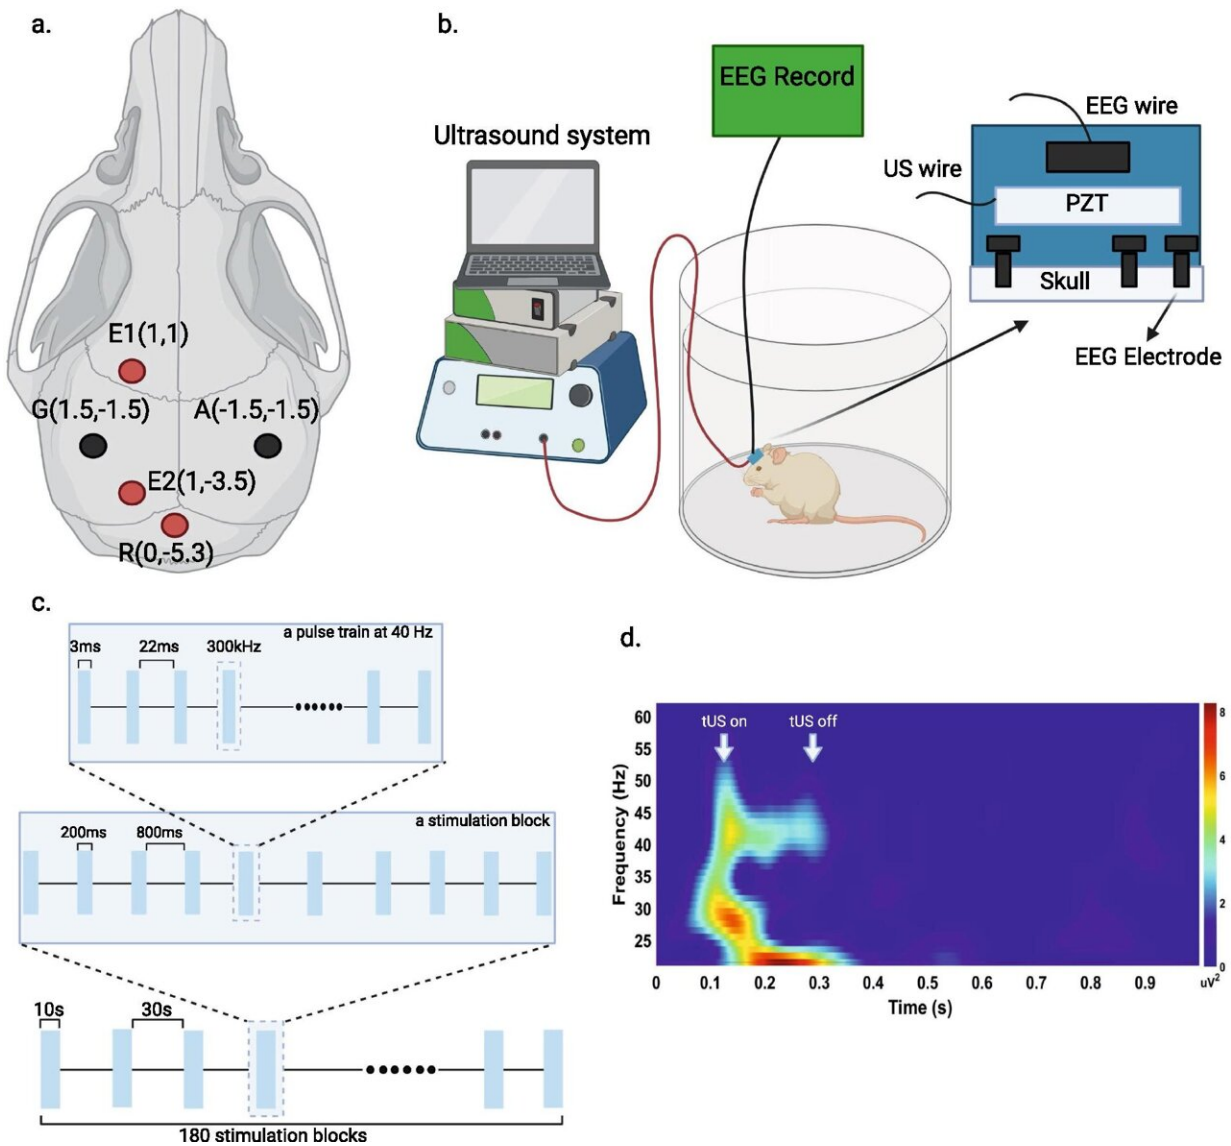 a.
E1(1,1)
G(1.5,-1.5)
A(-1.5,-1.5)
E2(1,-3.5)
R(0,-5.3)
b.
Ultrasound system
EEG Record
EEG wire
US wire
PZT
Skull
EEG Electrode
c.
a pulse train at 40 Hz
3ms
22ms
300kHz
a stimulation block
200ms
800ms
10s
30s
180 stimulation blocks
d.
tUS on
tUS off
Frequency (Hz)
60
55
50
45
40
35
30
25
0 0.1 0.2 0.3 0.4 0.5 0.6 0.7 0.8 0.9
Time (s)
8
6
4
2
0
uV²